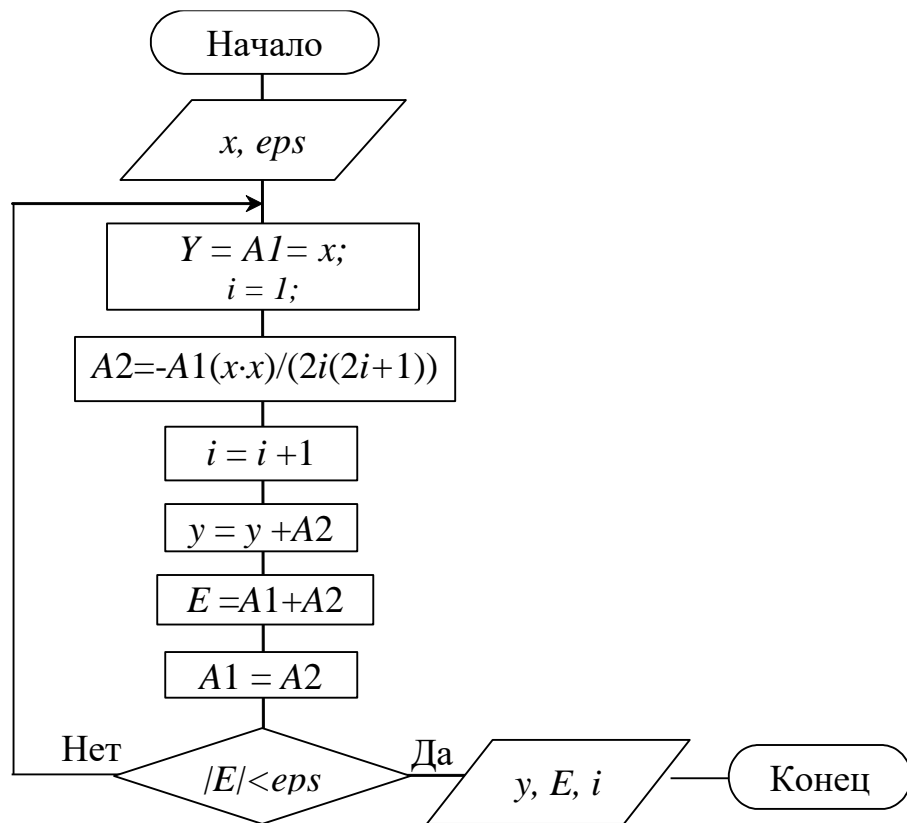 Начало
x, eps
Y = A1= x;
i = 1;
A2=-A1(x·x)/(2i(2i+1))
i = i +1
y = y +A2
E =A1+A2
A1 = A2
Нет
|E|<eps
Да
y, E, i
Конец